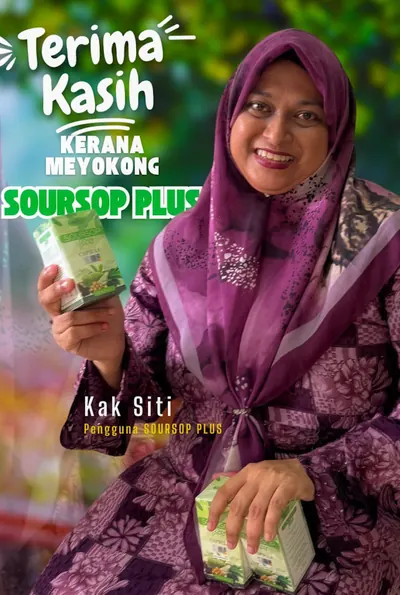 Terima
Kasih
KERANA
MEYOKONG
SOURSOP PLUS
Kak Siti
Pengguna SOURSOP PLUS